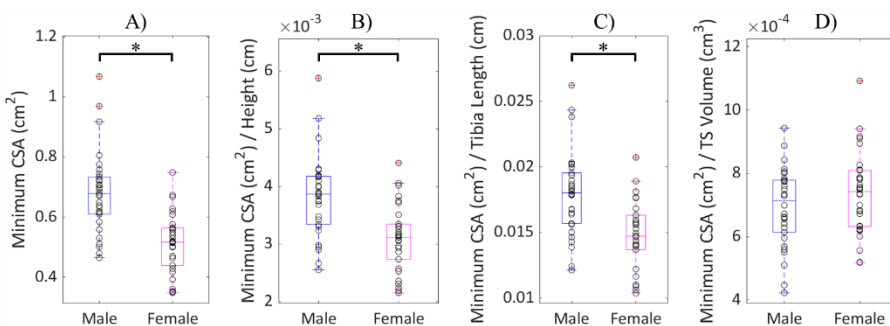 A)
Minimum CSA (cm²)
1.2
1
0.8
0.6
0.4
*
Male
Female
B)
×10⁻³
Minimum CSA (cm²) / Height (cm)
6
5
4
3
2
*
Male
Female
C)
Minimum CSA (cm²) / Tibia Length (cm)
0.03
0.025
0.02
0.015
0.01
*
Male
Female
D)
×10⁻⁴
Minimum CSA (cm²) / TS Volume (cm³)
12
10
8
6
4
Male
Female